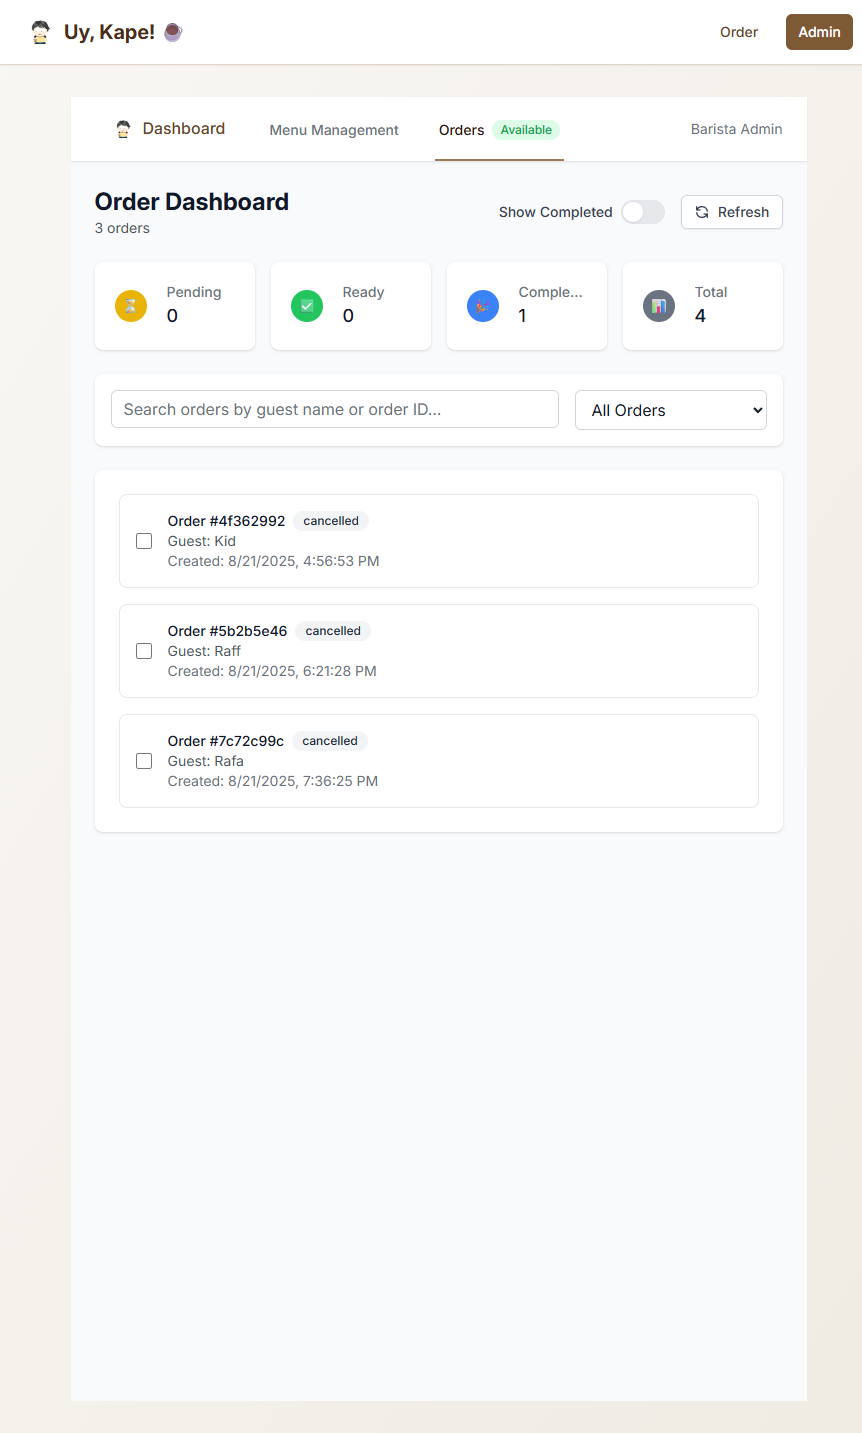 Uy, Kape!
Order
Admin
Dashboard
Menu Management
Orders
Available
Barista Admin
Order Dashboard
3 orders
Show Completed
Refresh
Pending
0
Ready
0
Comple...
1
Total
4
Search orders by guest name or order ID...
All Orders
Order #4f362992 cancelled
Guest: Kid
Created: 8/21/2025, 4:56:53 PM
Order #5b2b5e46 cancelled
Guest: Raff
Created: 8/21/2025, 6:21:28 PM
Order #7c72c99c cancelled
Guest: Rafa
Created: 8/21/2025, 7:36:25 PM